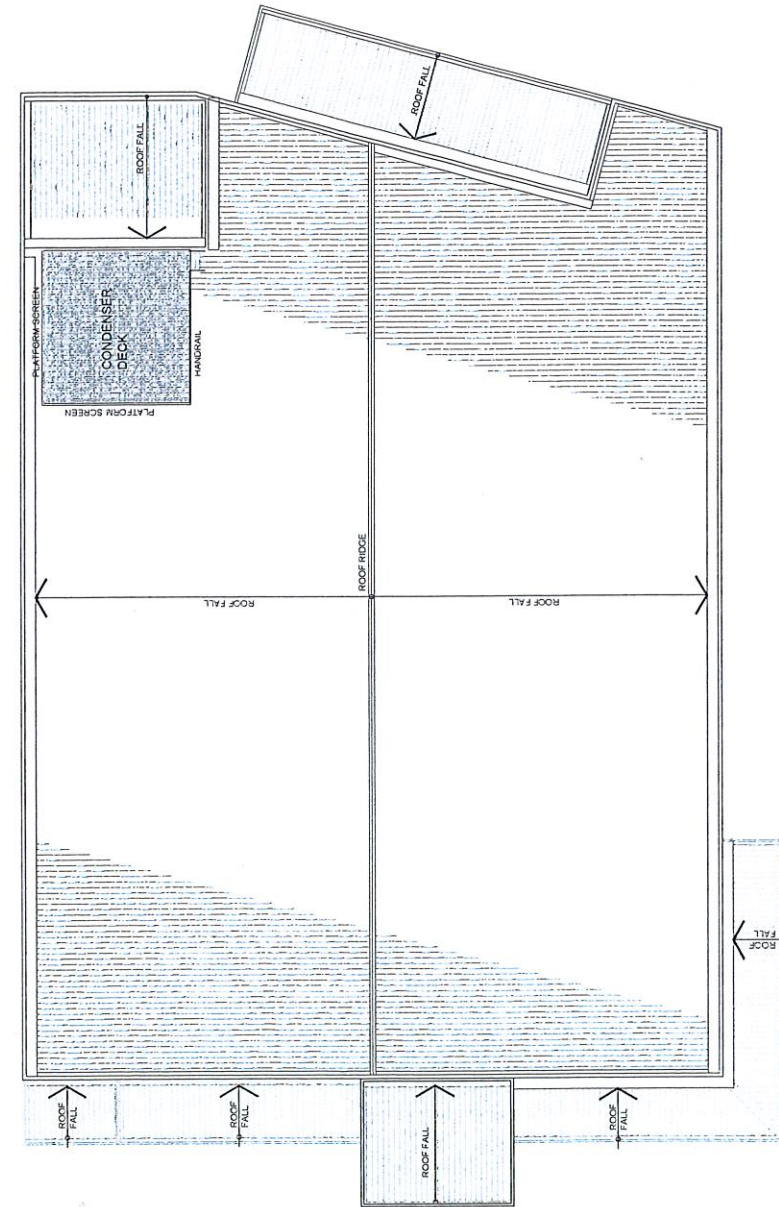 ROOF FALL
ROOF FALL
PLATFORM SCREEN
CONDENSER
DECK
HANDRAIL
PLATFORM SCREEN
ROOF RIDGE
ROOF FALL
ROOF FALL
ROOF
FALL
ROOF
FALL
ROOF
FALL
ROOF FALL
ROOF
FALL